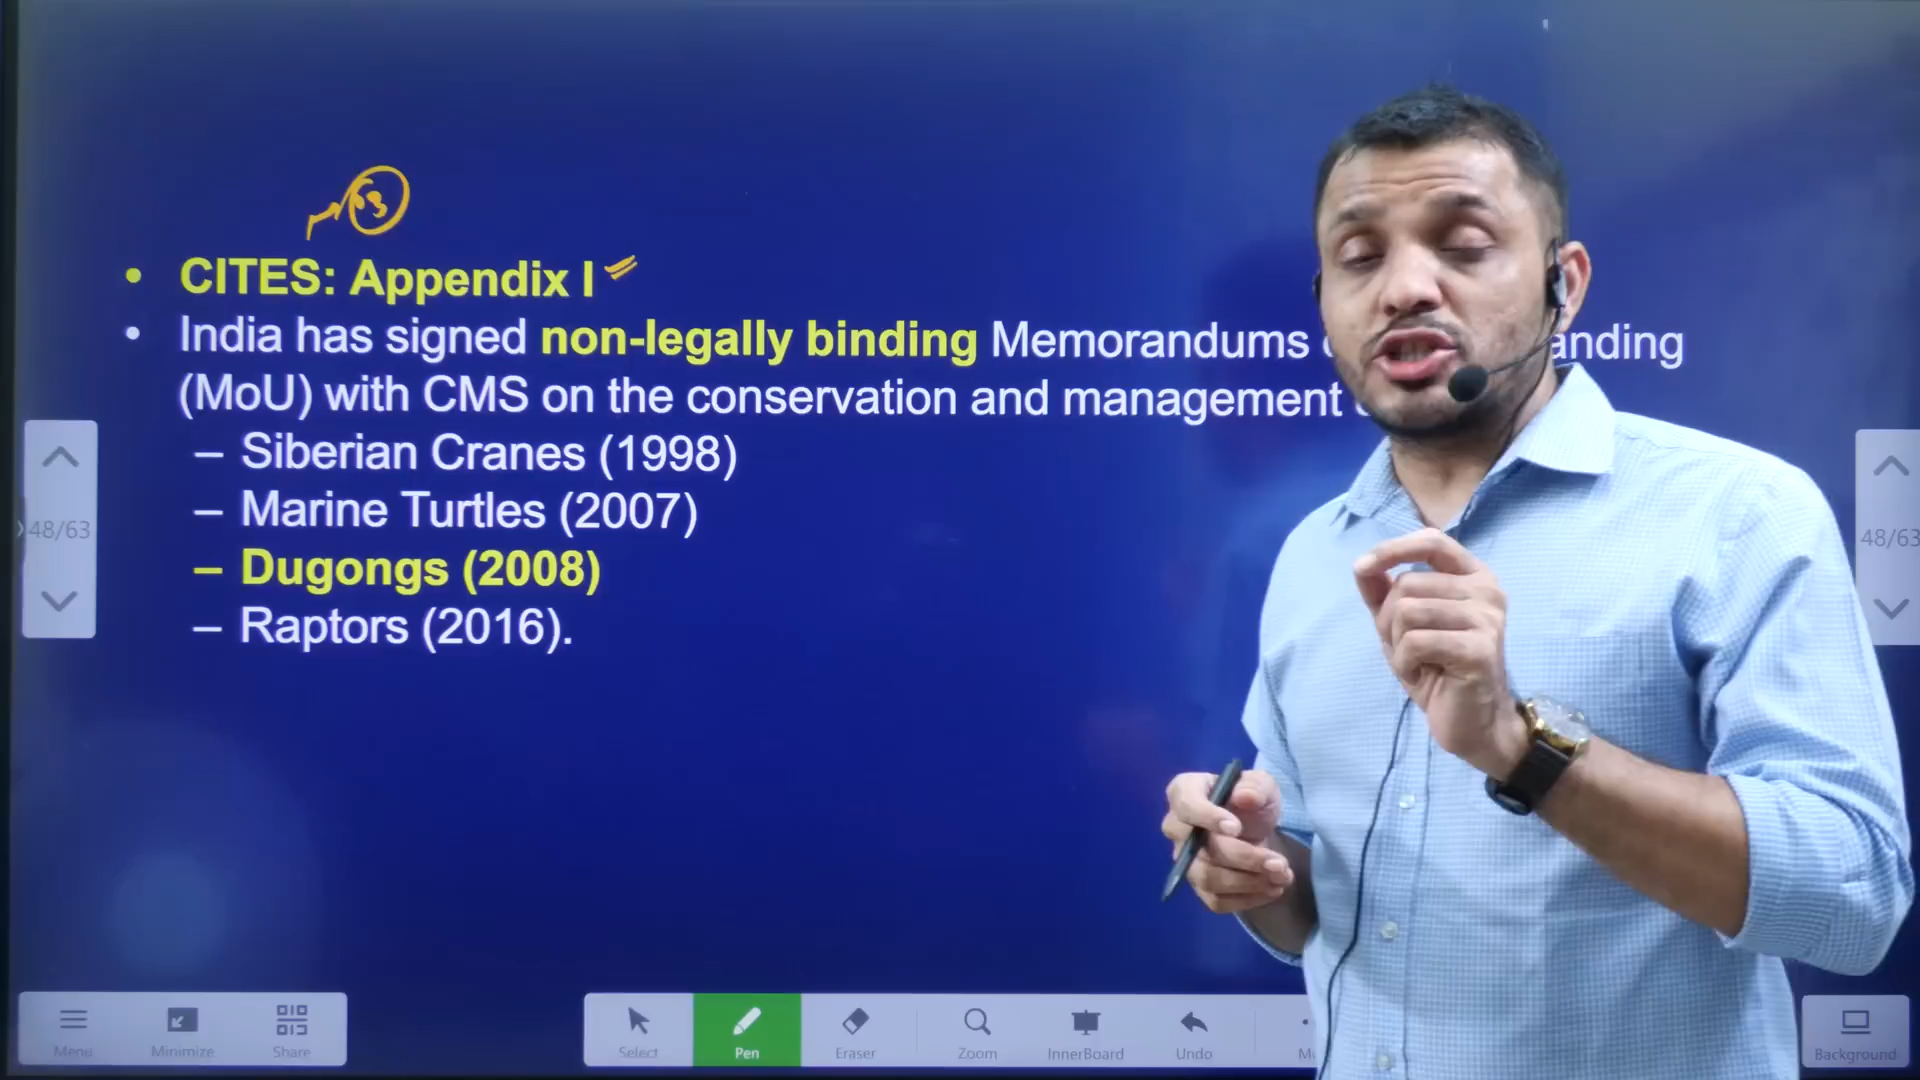 • CITES: Appendix I
• India has signed non-legally binding Memorandums anding
(MoU) with CMS on the conservation and management
– Siberian Cranes (1998)
– Marine Turtles (2007)
– Dugongs (2008)
– Raptors (2016).
48/63
48/63
Menu Minimize Share Select Pen Eraser Zoom InnerBoard Undo Background